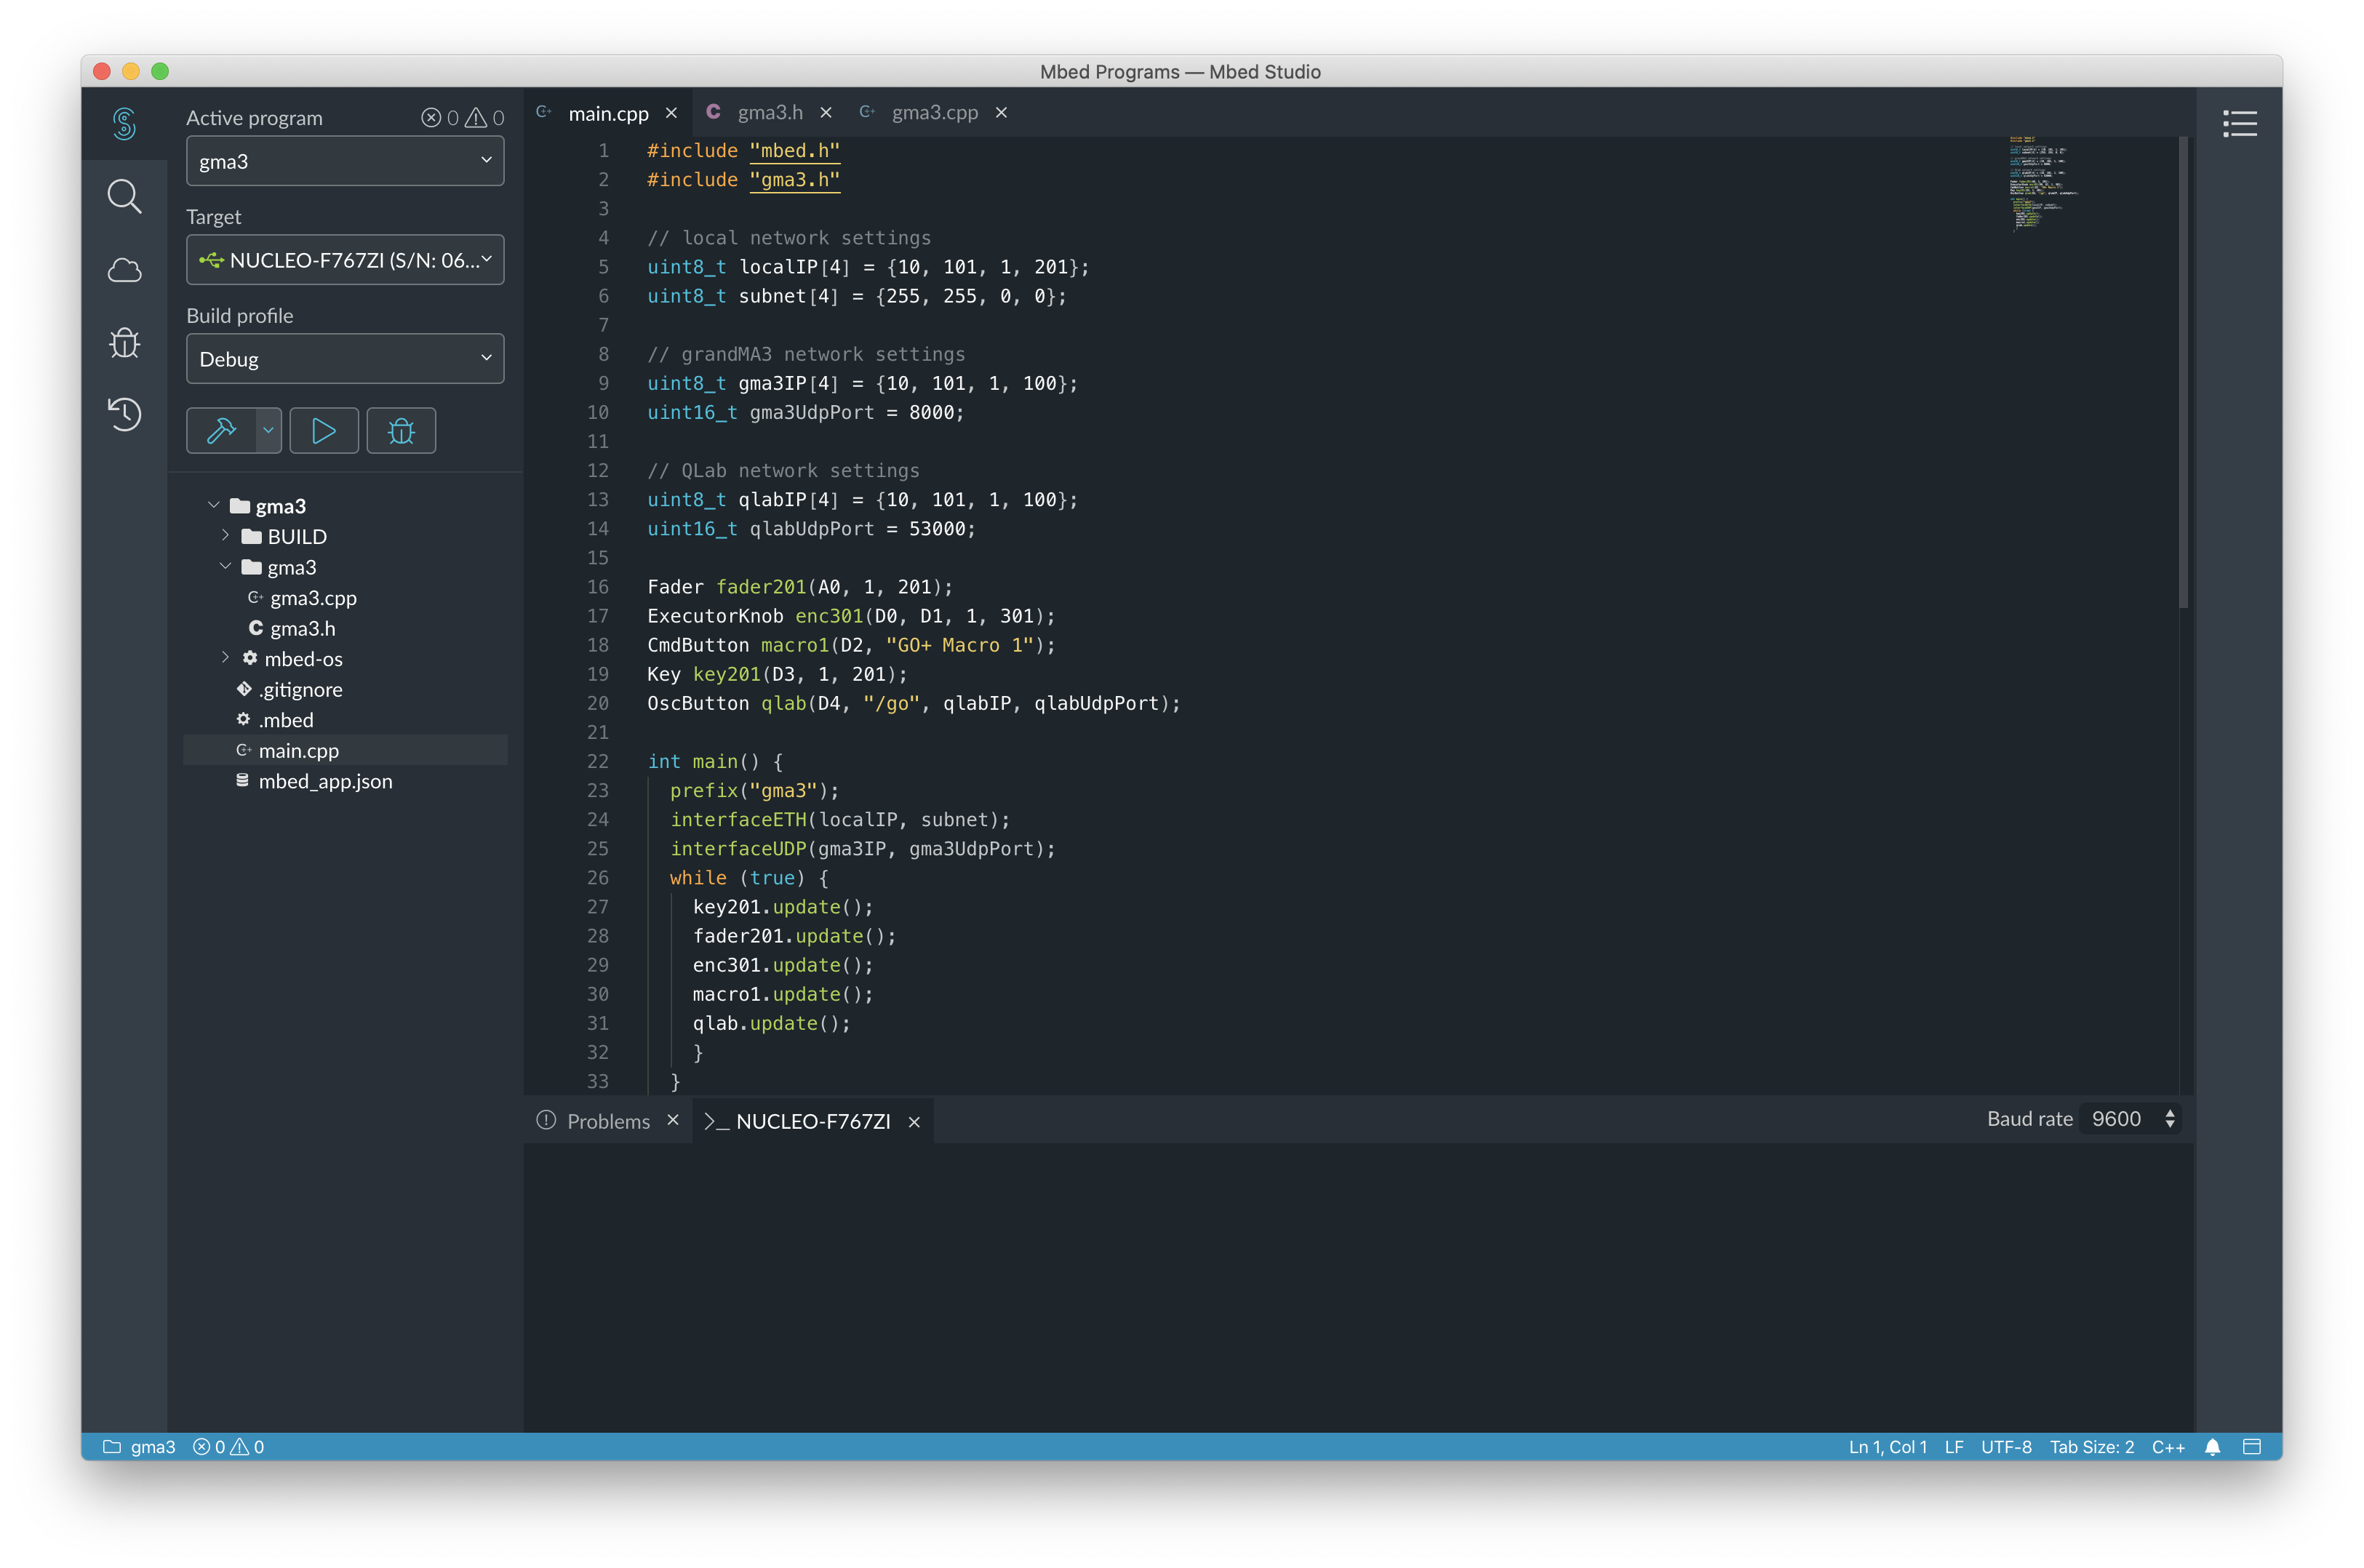 Mbed Programs — Mbed Studio
Active program
0 0
gma3
Target
NUCLEO-F767ZI (S/N: 06...
Build profile
Debug
gma3
BUILD
gma3
gma3.cpp
gma3.h
mbed-os
.gitignore
.mbed
main.cpp
mbed_app.json
main.cpp gma3.h gma3.cpp
1 #include "mbed.h"
2 #include "gma3.h"
3
4 // local network settings
5 uint8_t localIP[4] = {10, 101, 1, 201};
6 uint8_t subnet[4] = {255, 255, 0, 0};
7
8 // grandMA3 network settings
9 uint8_t gma3IP[4] = {10, 101, 1, 100};
10 uint16_t gma3UdpPort = 8000;
11
12 // QLab network settings
13 uint8_t qlabIP[4] = {10, 101, 1, 100};
14 uint16_t qlabUdpPort = 53000;
15
16 Fader fader201(A0, 1, 201);
17 ExecutorKnob enc301(D0, D1, 1, 301);
18 CmdButton macro1(D2, "GO+ Macro 1");
19 Key key201(D3, 1, 201);
20 OscButton qlab(D4, "/go", qlabIP, qlabUdpPort);
21
22 int main() {
23 prefix("gma3");
24 interfaceETH(localIP, subnet);
25 interfaceUDP(gma3IP, gma3UdpPort);
26 while (true) {
27 key201.update();
28 fader201.update();
29 enc301.update();
30 macro1.update();
31 qlab.update();
32 }
33 }
Problems >_ NUCLEO-F767ZI Baud rate 9600
gma3 0 0 Ln 1, Col 1 LF UTF-8 Tab Size: 2 C++